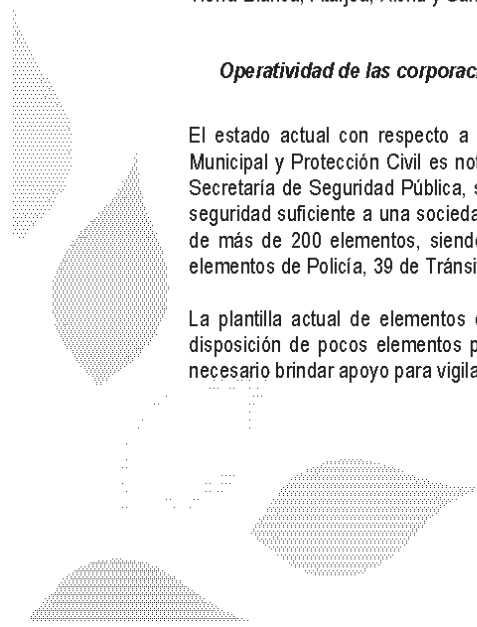 Tierra Blanca, Atarjea, Xichú y San
Operatividad de las corporaci
El estado actual con respecto a
Municipal y Protección Civil es not
Secretaría de Seguridad Pública, s
seguridad suficiente a una socieda
de más de 200 elementos, siend
elementos de Policía, 39 de Tránsi
La plantilla actual de elementos
disposición de pocos elementos p
necesario brindar apoyo para vigila